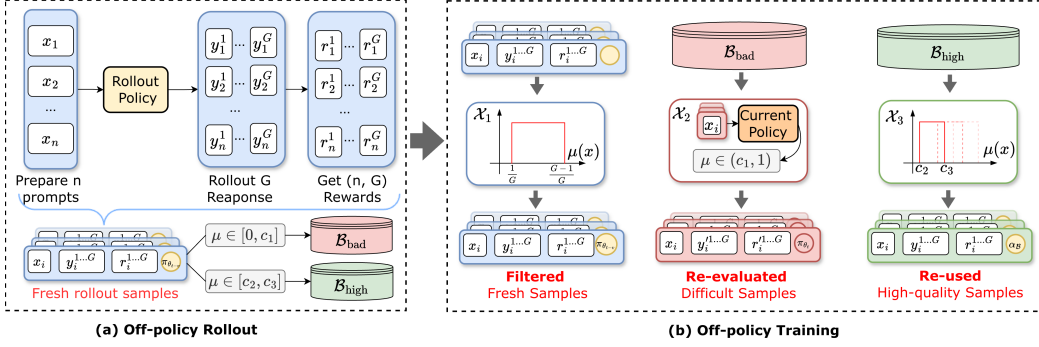 x_1
x_2
...
x_n
Prepare n
prompts
Rollout
Policy
y_1^1 ... y_1^G
y_2^1 ... y_2^G
...
y_n^1 ... y_n^G
Rollout G
Reaponse
r_1^1 ... r_1^G
r_2^1 ... r_2^G
...
r_n^1 ... r_n^G
Get (n, G)
Rewards
x_i y_i^{1...G} r_i^{1...G}
Fresh rollout samples
μ ∈ [0, c_1]
B_bad
μ ∈ [c_2, c_3]
B_high
(a) Off-policy Rollout
x_i y_i^{1...G} r_i^{1...G}
X_1
μ(x)
1/G
G−1/G
x_i y_i^{1...G} r_i^{1...G}
Filtered
Fresh Samples
B_bad
X_2
x_i
Current
Policy
μ ∈ (c_1, 1)
x_i y'_i^{1...G} r'_i^{1...G} π_{θ_t}
Re-evaluated
Difficult Samples
B_high
X_3
μ(x)
c_2 c_3
x_i y_i^{1...G} r_i^{1...G} α_B
Re-used
High-quality Samples
(b) Off-policy Training